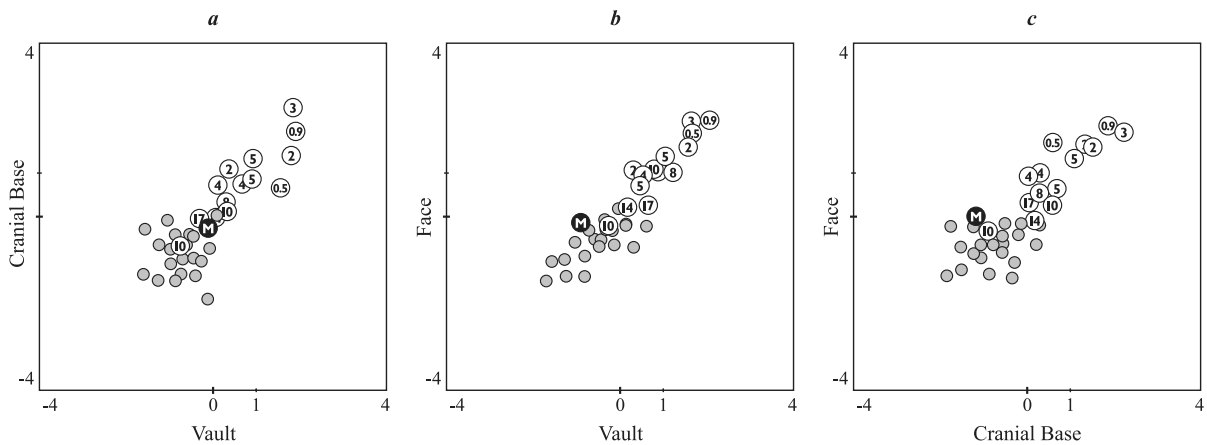 a b c
4 4 4
3 3 0.9 0.9 3
0.9 0.5 0.5 2
2 2 2
5 5 5
2 2 10
4 4 4 4
4 5 0.5 8 5 8 5
8 10 14 17 17 10
17 14
M M M
10 10 10
Cranial Base Face Face
-4 -4 -4
-4 0 1 4 -4 0 1 4 -4 0 1 4
Vault Vault Cranial Base